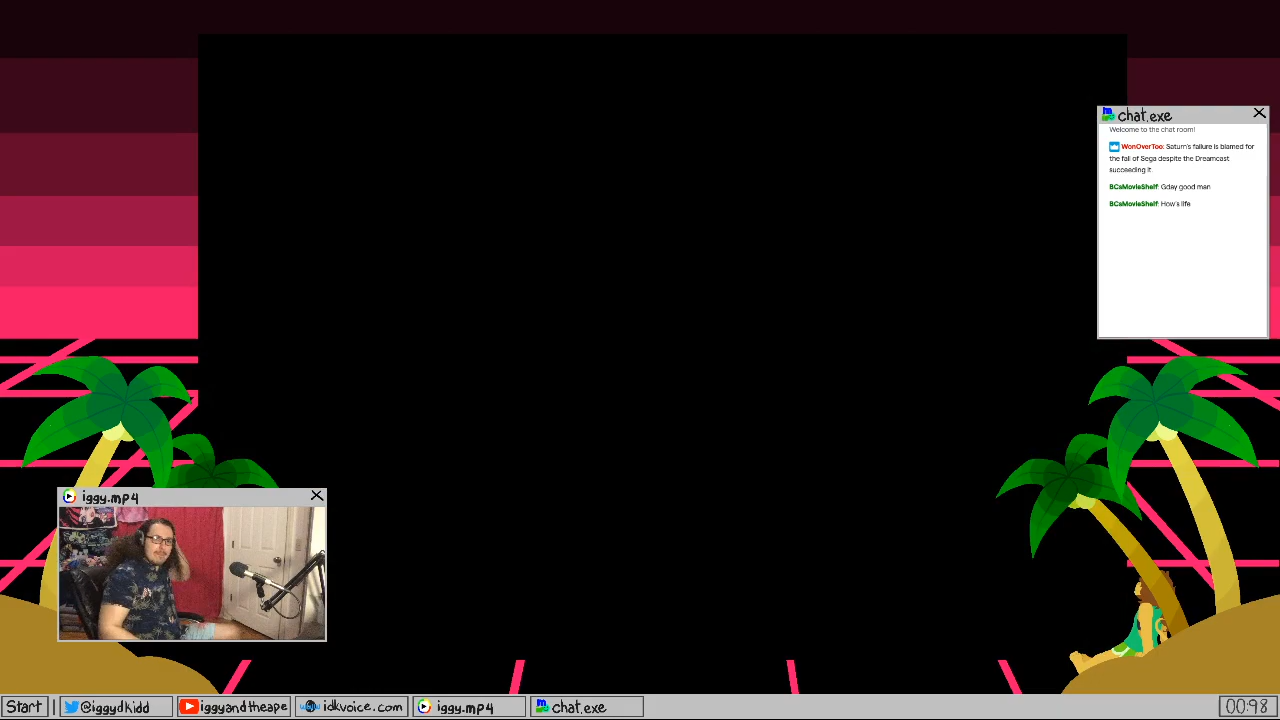 chat.exe
Welcome to the chat room!
WonOverToo: Saturn's failure is blamed for
the fall of Sega despite the Dreamcast
succeeding it.
BCsMovieShelf: Gday good man
BCsMovieShelf: How's life
iggy.mp4
Start | @iggydkidd iggyandtheape www idkvoice.com iggy.mp4 chat.exe 00:98